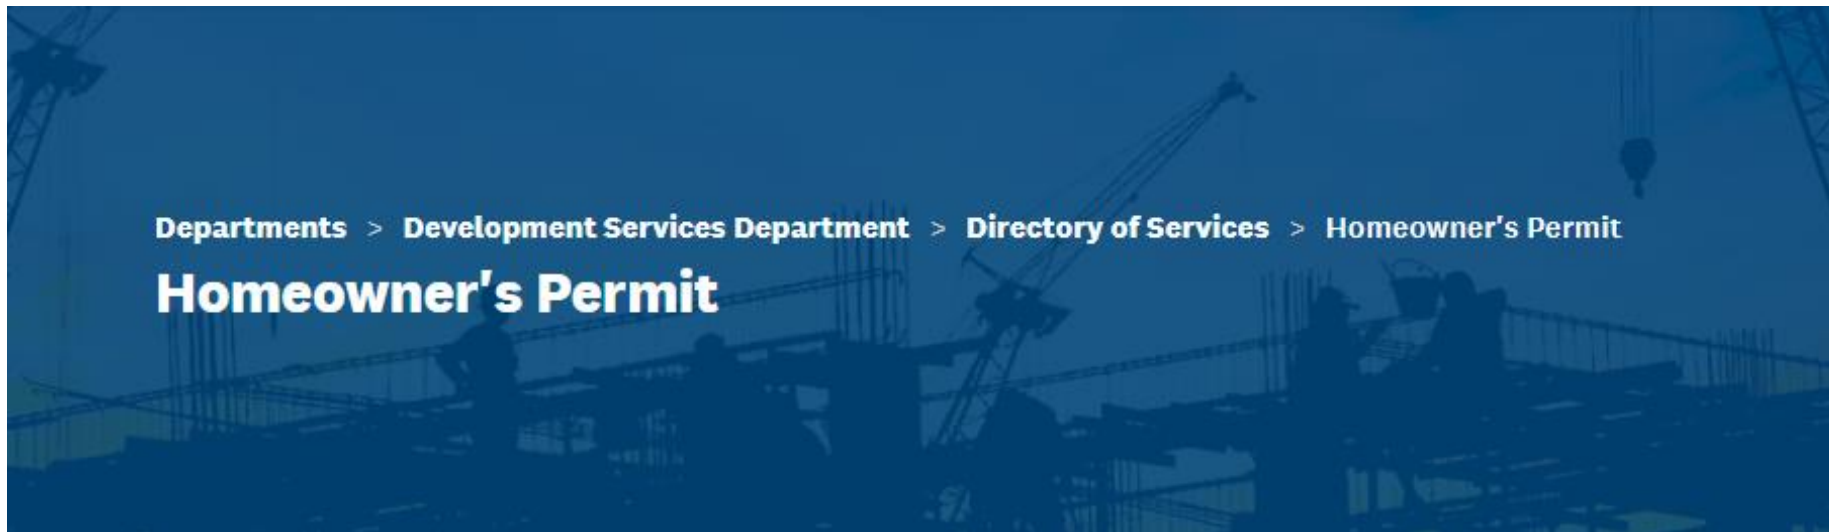 Departments > Development Services Department > Directory of Services > Homeowner's Permit
Homeowner's Permit